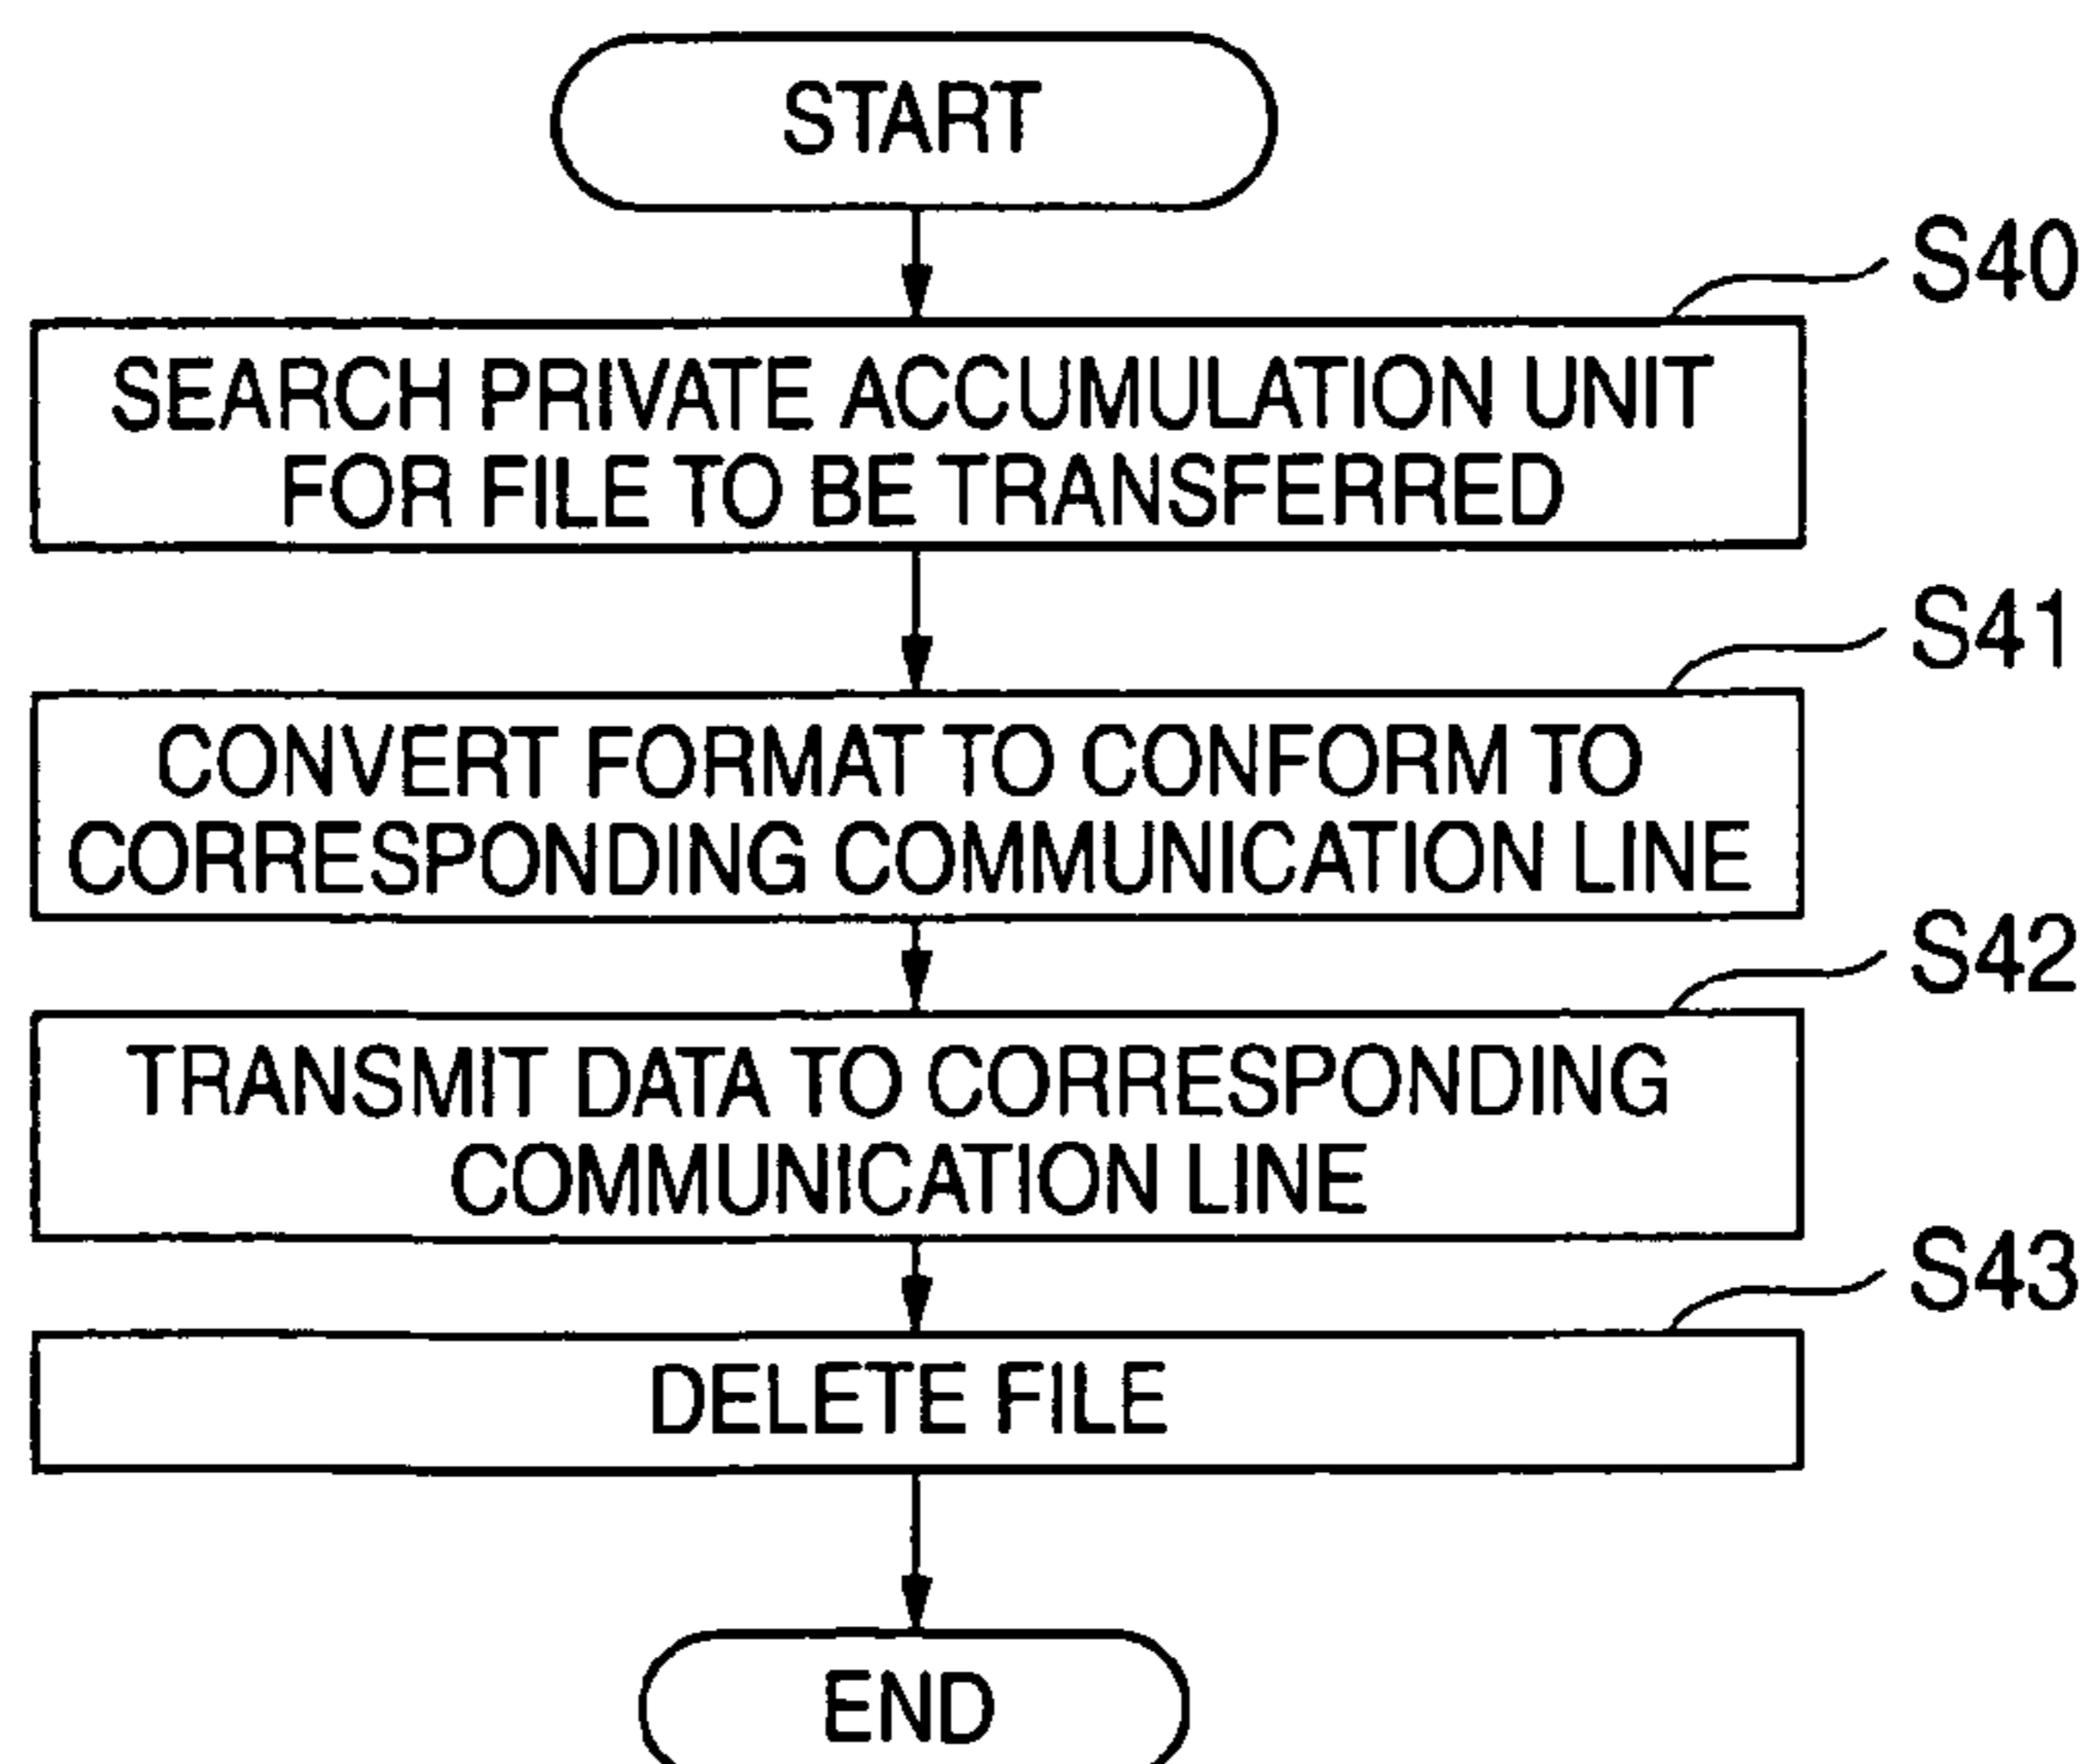 START
S40
SEARCH PRIVATE ACCUMULATION UNIT
FOR FILE TO BE TRANSFERRED
S41
CONVERT FORMAT TO CONFORM TO
CORRESPONDING COMMUNICATION LINE
S42
TRANSMIT DATA TO CORRESPONDING
COMMUNICATION LINE
S43
DELETE FILE
END